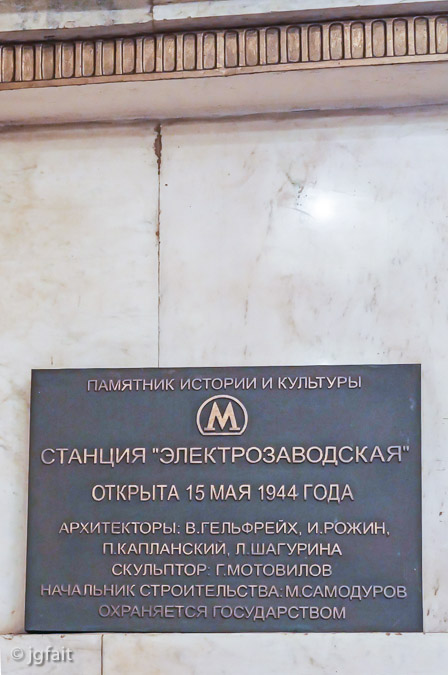 ПАМЯТНИК ИСТОРИИ И КУЛЬТУРЫ
М
СТАНЦИЯ "ЭЛЕКТРОЗАВОДСКАЯ"
ОТКРЫТА 15 МАЯ 1944 ГОДА
АРХИТЕКТОРЫ: В.ГЕЛЬФРЕЙХ, И.РОЖИН,
П.КАПЛАНСКИЙ, Л.ШАГУРИНА
СКУЛЬПТОР: Г.МОТОВИЛОВ
НАЧАЛЬНИК СТРОИТЕЛЬСТВА: М.САМОДУРОВ
ОХРАНЯЕТСЯ ГОСУДАРСТВОМ
© jgfait